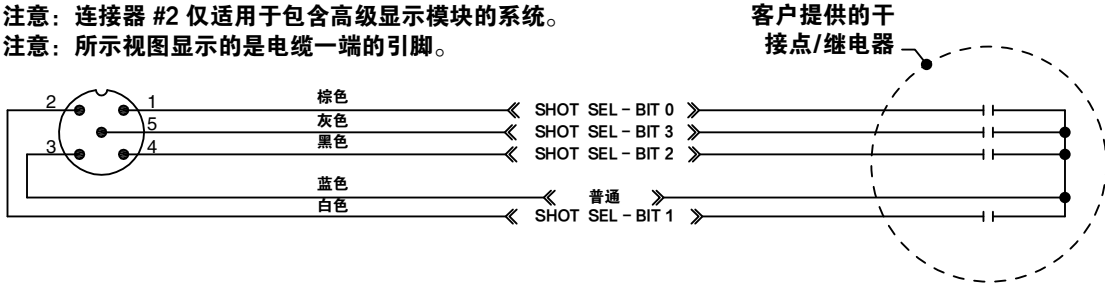 注意：连接器 #2 仅适用于包含高级显示模块的系统。
注意：所示视图显示的是电缆一端的引脚。
客户提供的干
接点/继电器
2 1 棕色 SHOT SEL – BIT 0
5 灰色 SHOT SEL – BIT 3
3 4 黑色 SHOT SEL – BIT 2
蓝色 普通
白色 SHOT SEL – BIT 1